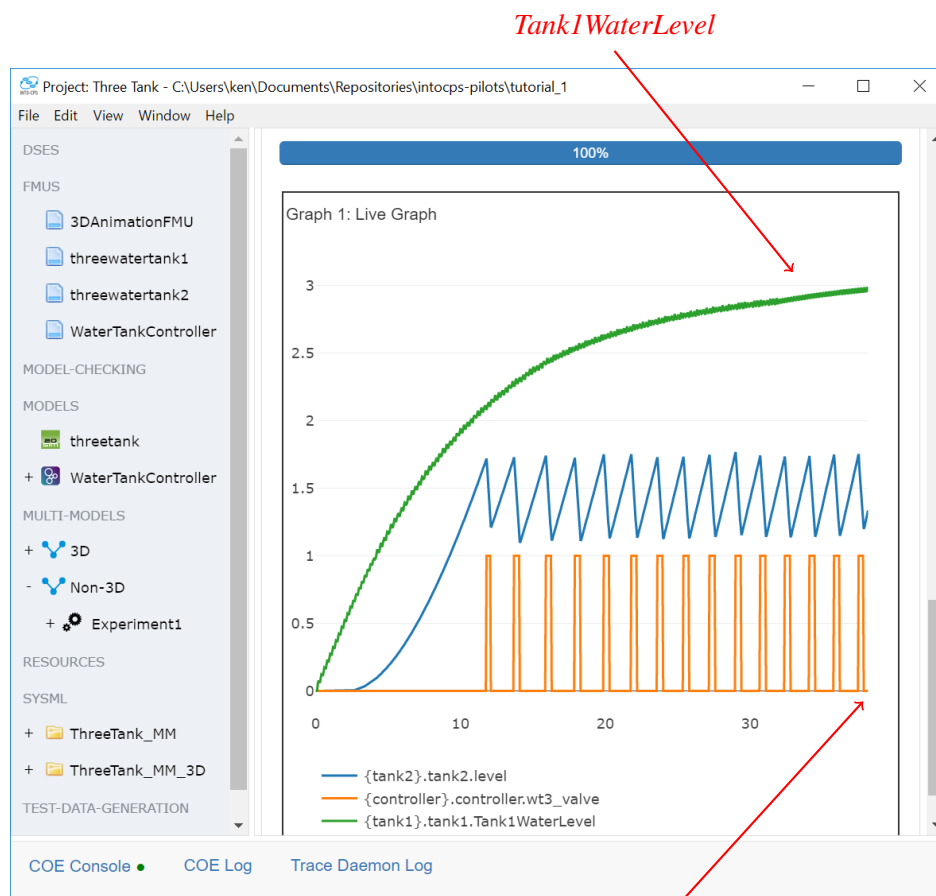 Tank1WaterLevel
Project: Three Tank - C:\Users\ken\Documents\Repositories\intocps-pilots\tutorial_1
File Edit View Window Help
DSES
FMUS
3DAnimationFMU
threewatertank1
threewatertank2
WaterTankController
MODEL-CHECKING
MODELS
threetank
+ WaterTankController
MULTI-MODELS
+ 3D
- Non-3D
+ Experiment1
RESOURCES
SYSML
+ ThreeTank_MM
+ ThreeTank_MM_3D
TEST-DATA-GENERATION
100%
Graph 1: Live Graph
3
2.5
2
1.5
1
0.5
0
0 10 20 30
{tank2}.tank2.level
{controller}.controller.wt3_valve
{tank1}.tank1.Tank1WaterLevel
COE Console COE Log Trace Daemon Log